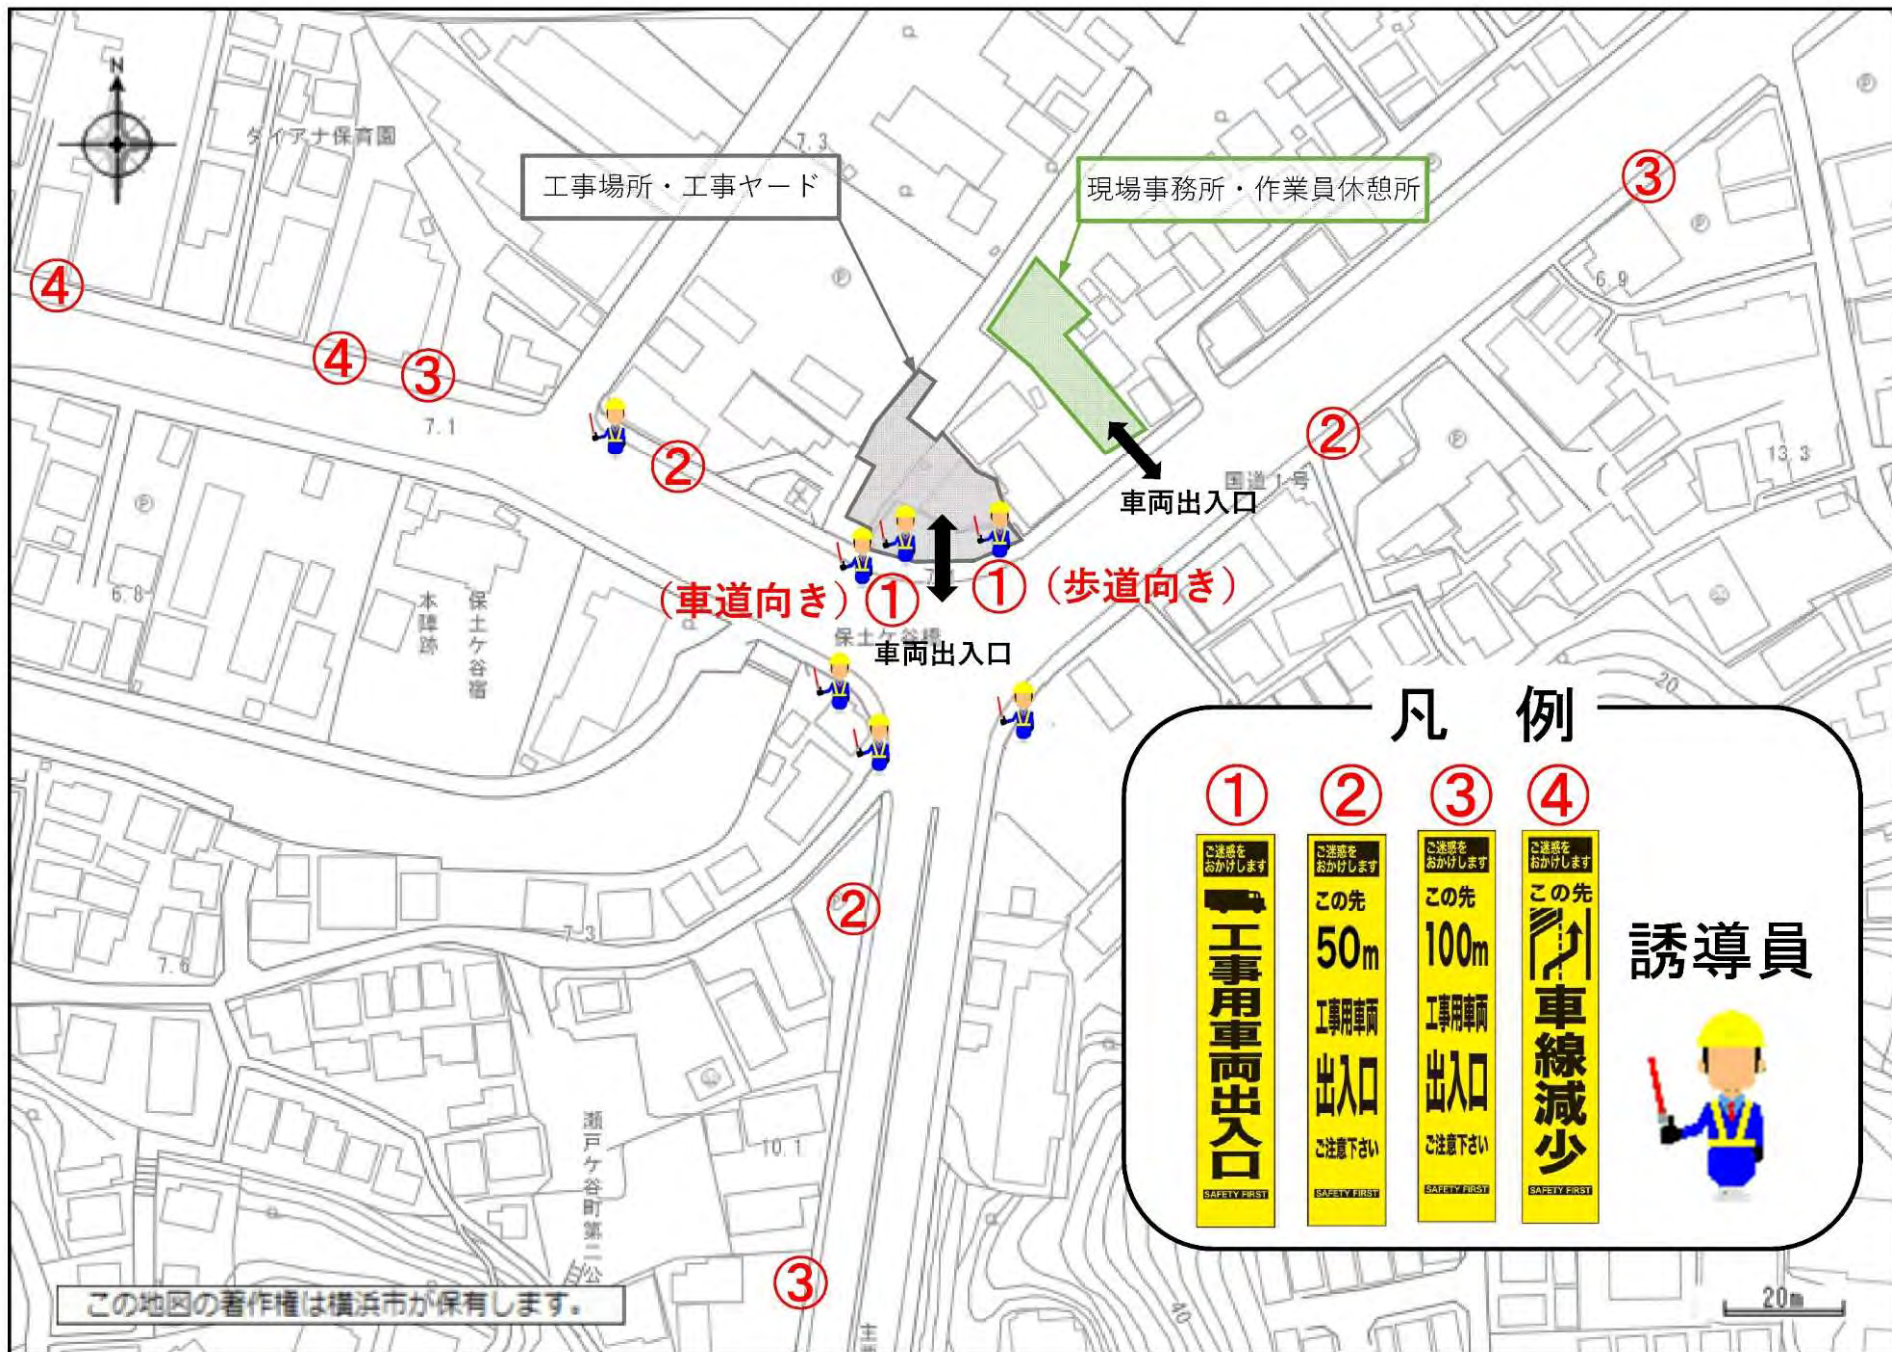 N
ダイアナ保育園
7.3
工事場所・工事ヤード
現場事務所・作業員休憩所
③
6.9
④
④
③
7.1
②
②
国道1号
13.3
車両出入口
6.8
本陣跡
保土ケ谷宿
(車道向き) ①
① (歩道向き)
保土ケ谷橋
車両出入口
20
②
7.3
7.6
瀬戸ケ谷町第二公
10.1
③
40
主
凡 例
①
②
③
④
ご迷惑を
おかけします
工事用車両出入口
SAFETY FIRST
ご迷惑を
おかけします
この先
50m
工事用車両
出入口
ご注意下さい
SAFETY FIRST
ご迷惑を
おかけします
この先
100m
工事用車両
出入口
ご注意下さい
SAFETY FIRST
ご迷惑を
おかけします
この先
車線減少
SAFETY FIRST
誘導員
この地図の著作権は横浜市が保有します。
20m